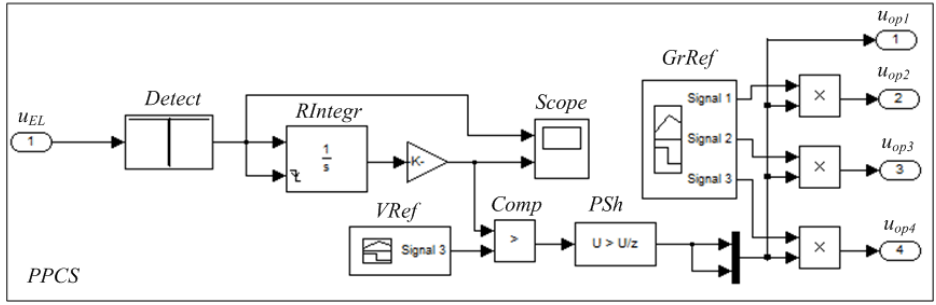 u_op1
1
GrRef
u_op2
Detect
Scope
Signal 1
×
2
u_EL
RIntegr
1
1
s
K-
Signal 2
u_op3
×
3
Signal 3
VRef
Comp
PSh
u_op4
Signal 3
>
U > U/z
×
4
PPCS